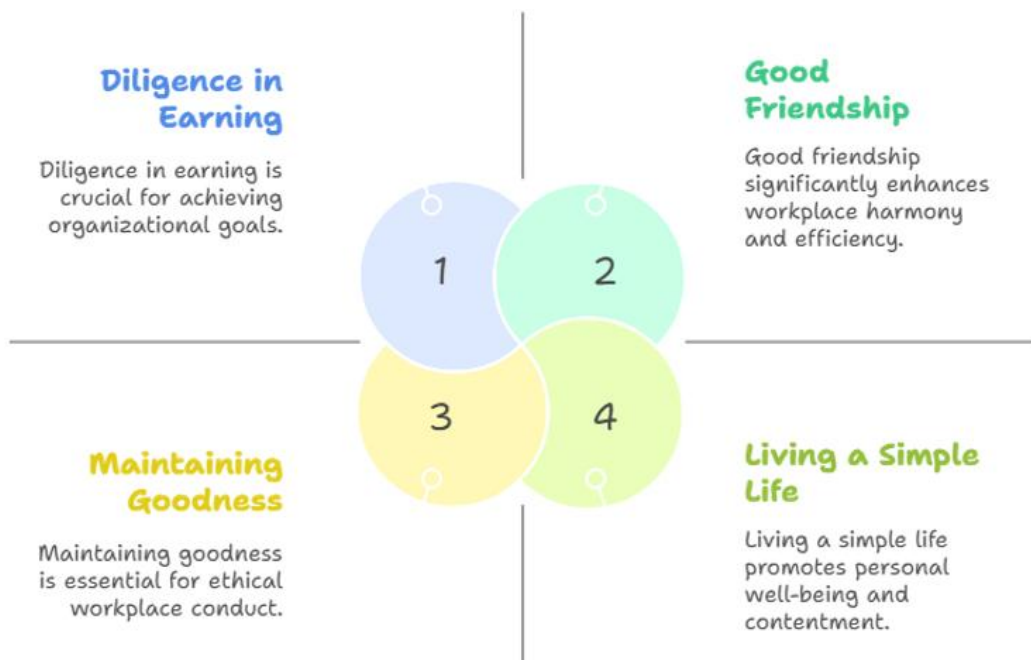 Diligence in
Earning
Diligence in earning is
crucial for achieving
organizational goals.
1
Good
Friendship
Good friendship
significantly enhances
workplace harmony
and efficiency.
2
Maintaining
Goodness
Maintaining goodness
is essential for ethical
workplace conduct.
3
Living a Simple
Life
Living a simple life
promotes personal
well-being and
contentment.
4